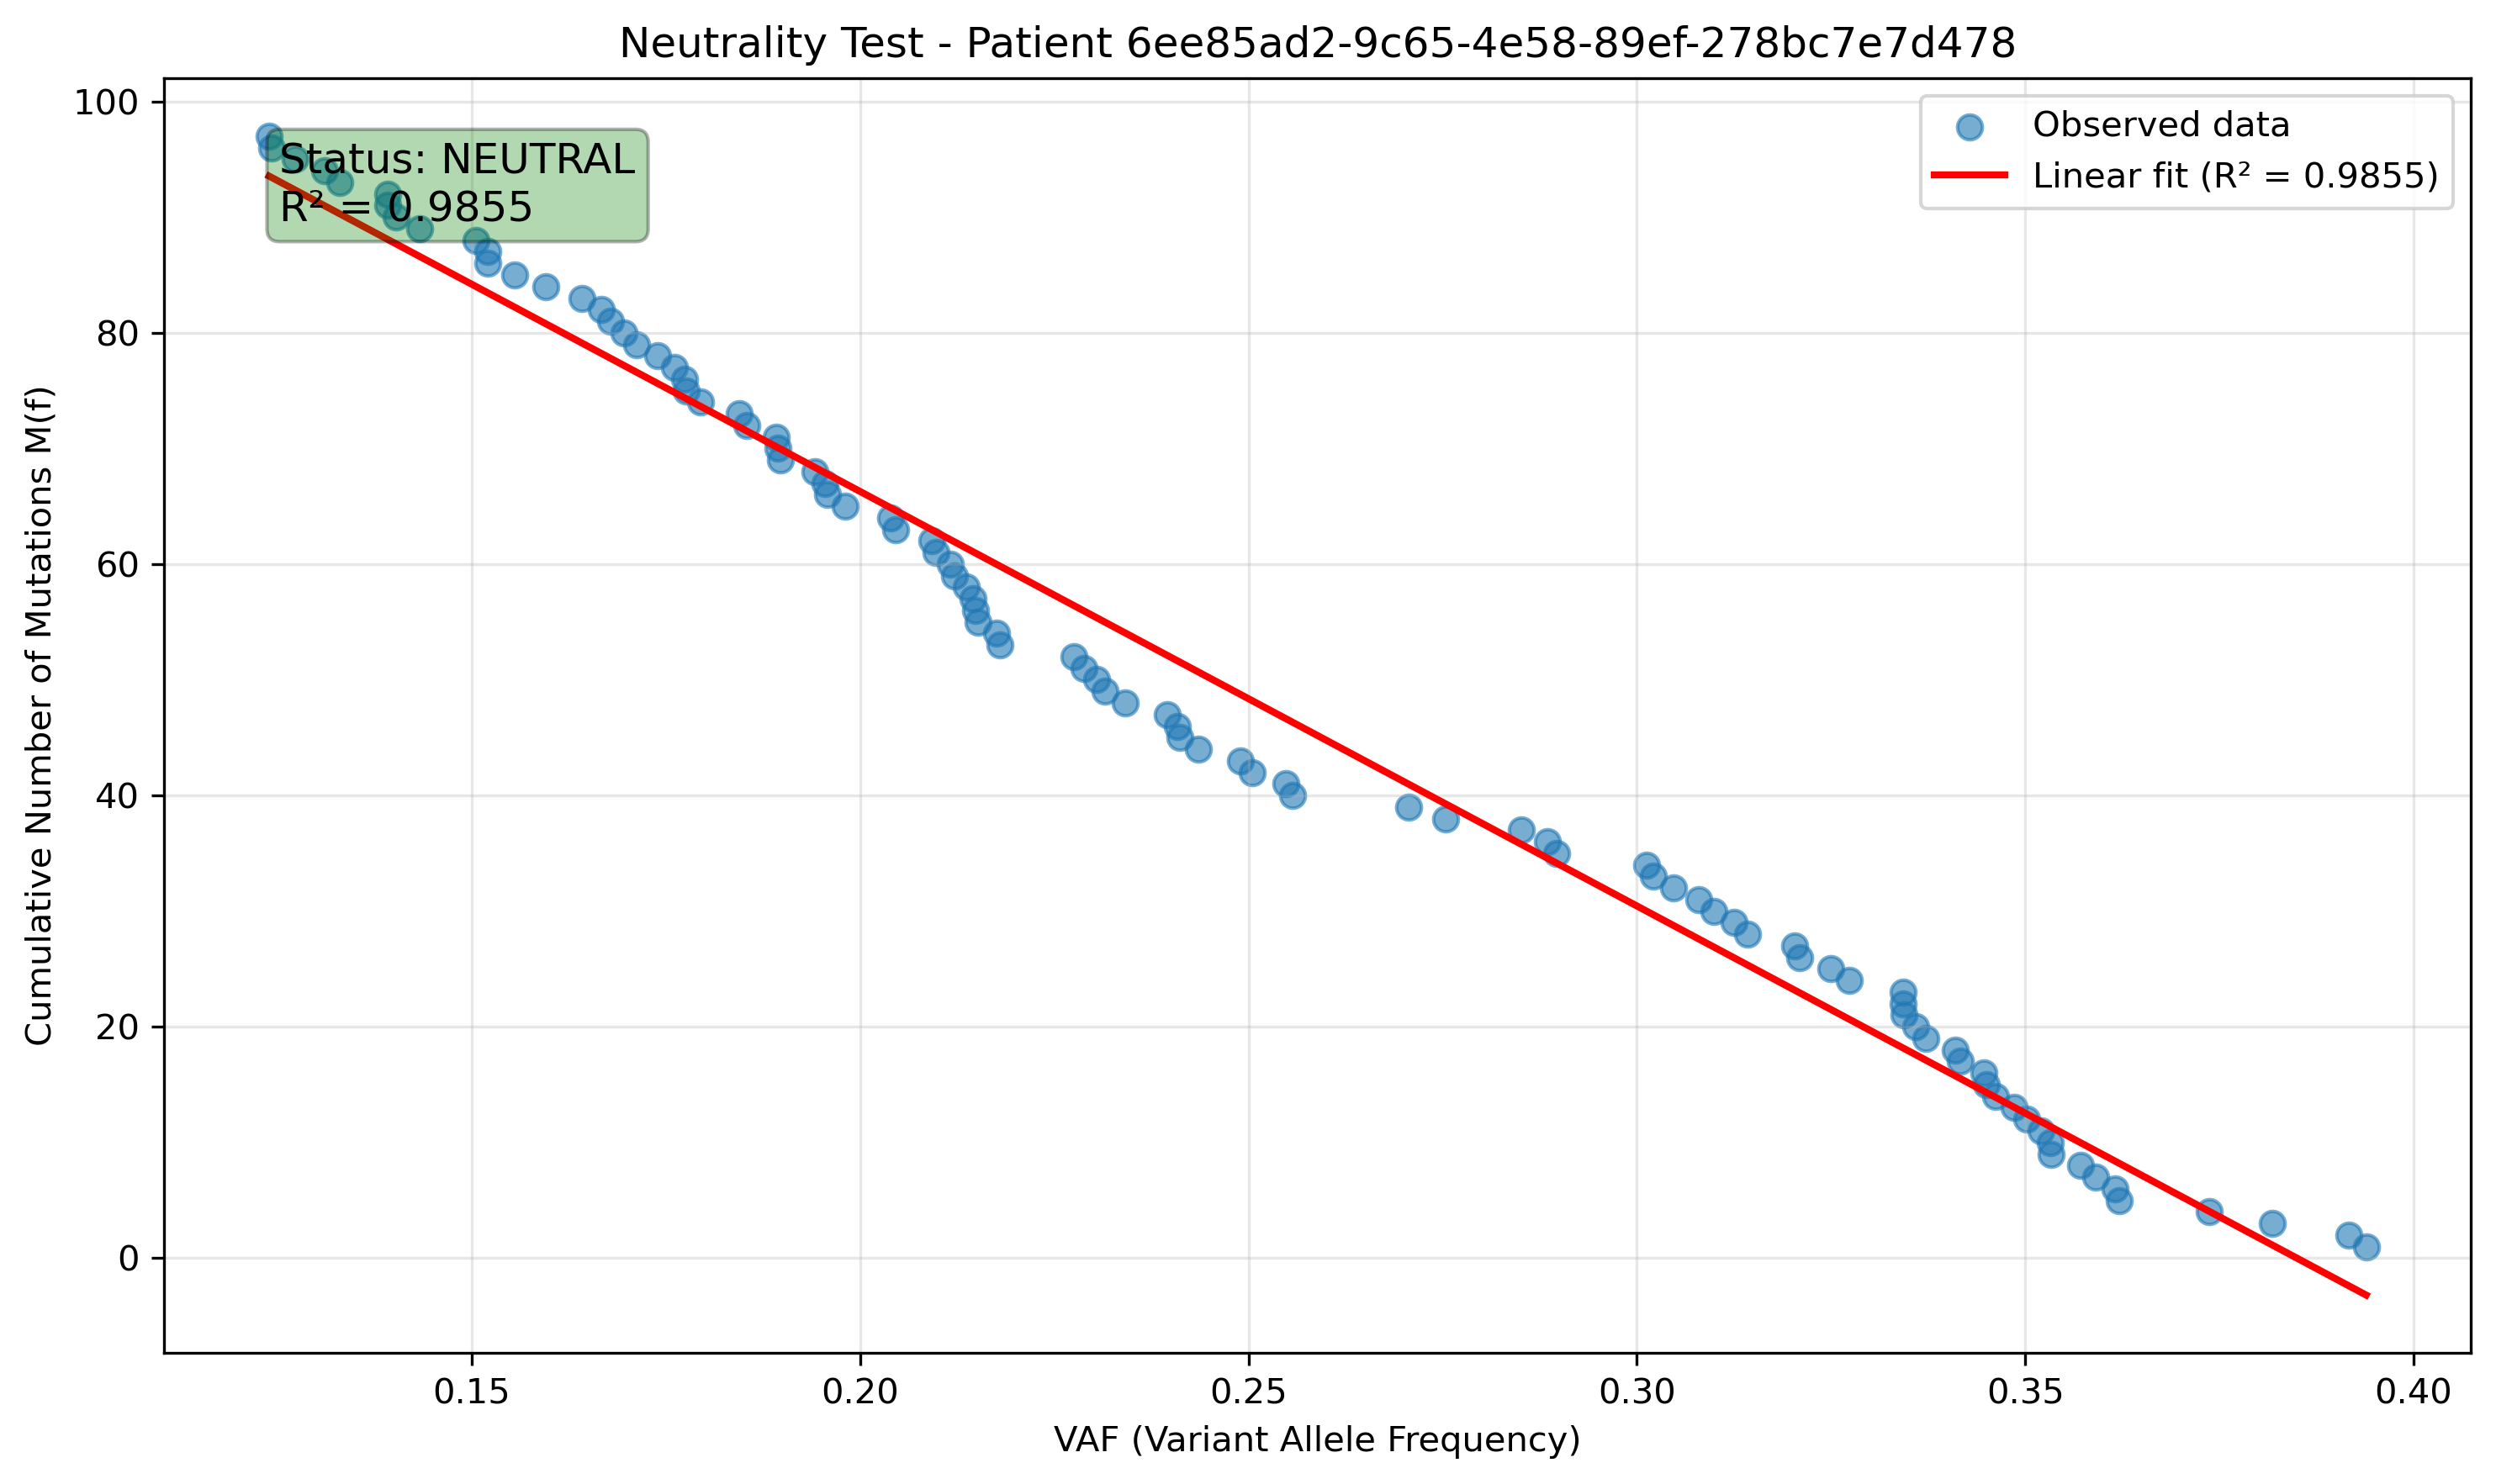 Neutrality Test - Patient 6ee85ad2-9c65-4e58-89ef-278bc7e7d478
Status: NEUTRAL
R² = 0.9855
Observed data
Linear fit (R² = 0.9855)
Cumulative Number of Mutations M(f)
100
80
60
40
20
0
0.15
0.20
0.25
0.30
0.35
0.40
VAF (Variant Allele Frequency)